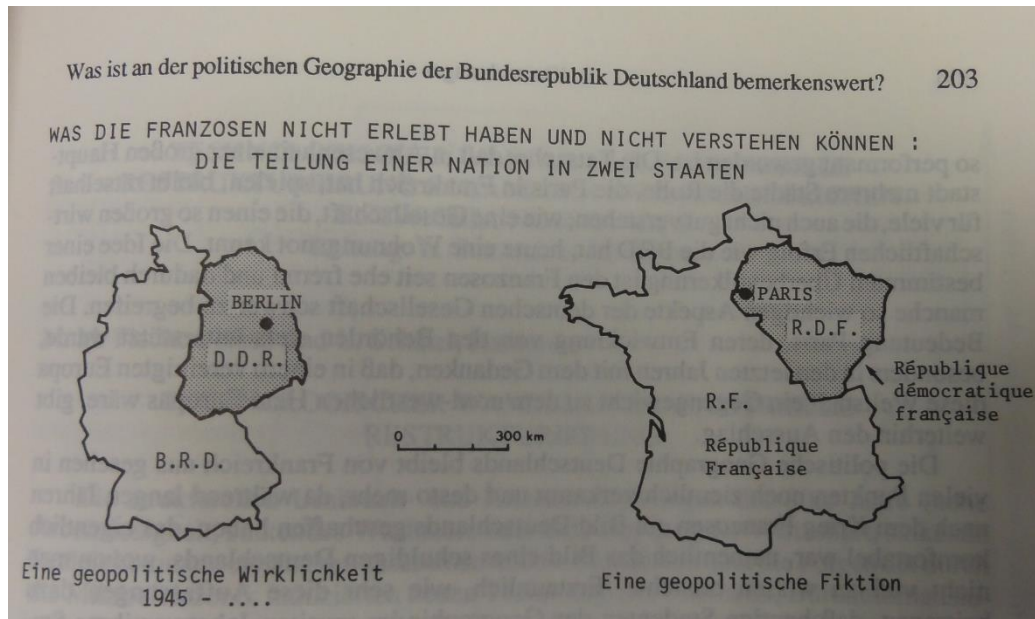 Was ist an der politischen Geographie der Bundesrepublik Deutschland bemerkenswert? 203
WAS DIE FRANZOSEN NICHT ERLEBT HABEN UND NICHT VERSTEHEN KÖNNEN :
DIE TEILUNG EINER NATION IN ZWEI STAATEN
BERLIN
D.D.R.
B.R.D.
0 300 km
PARIS
R.D.F.
République
démocratique
française
R.F.
République
Française
Eine geopolitische Wirklichkeit
1945 - ....
Eine geopolitische Fiktion